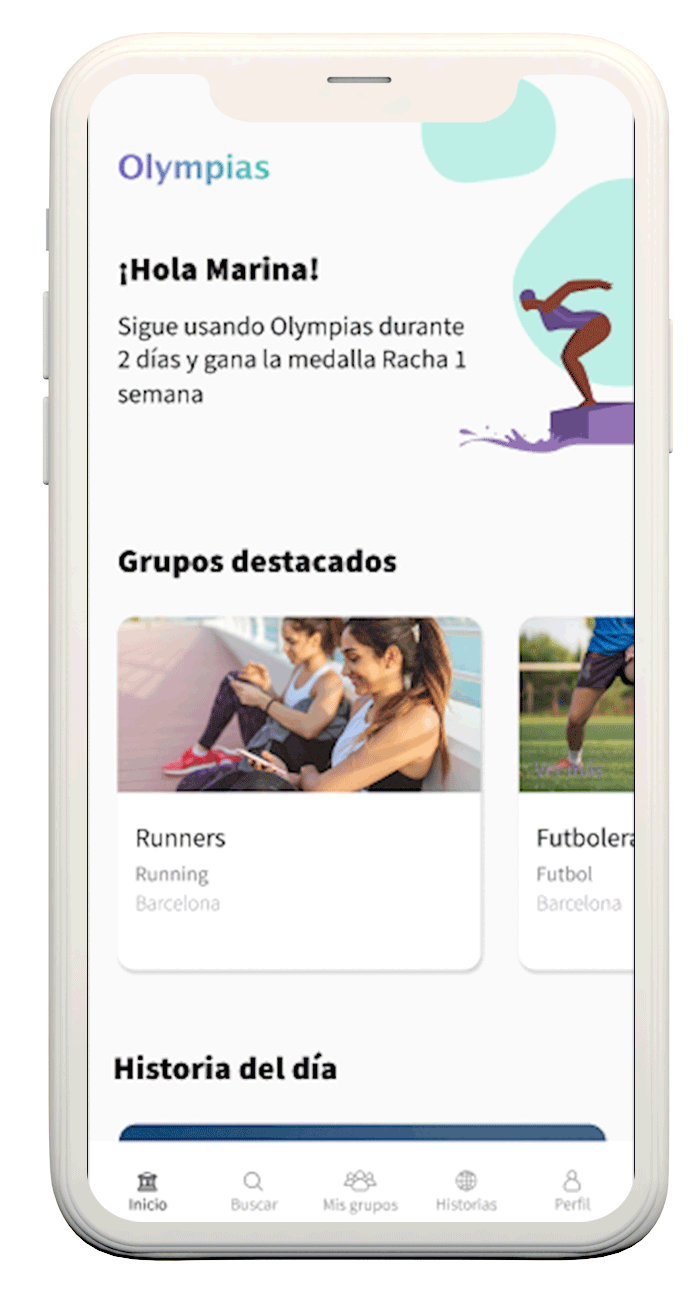 Olympias
¡Hola Marina!
Sigue usando Olympias durante
2 días y gana la medalla Racha 1
semana
Grupos destacados
Runners
Running
Barcelona
Futbolera
Futbol
Barcelona
Historia del día
Inicio
Buscar
Mis grupos
Historias
Perfil